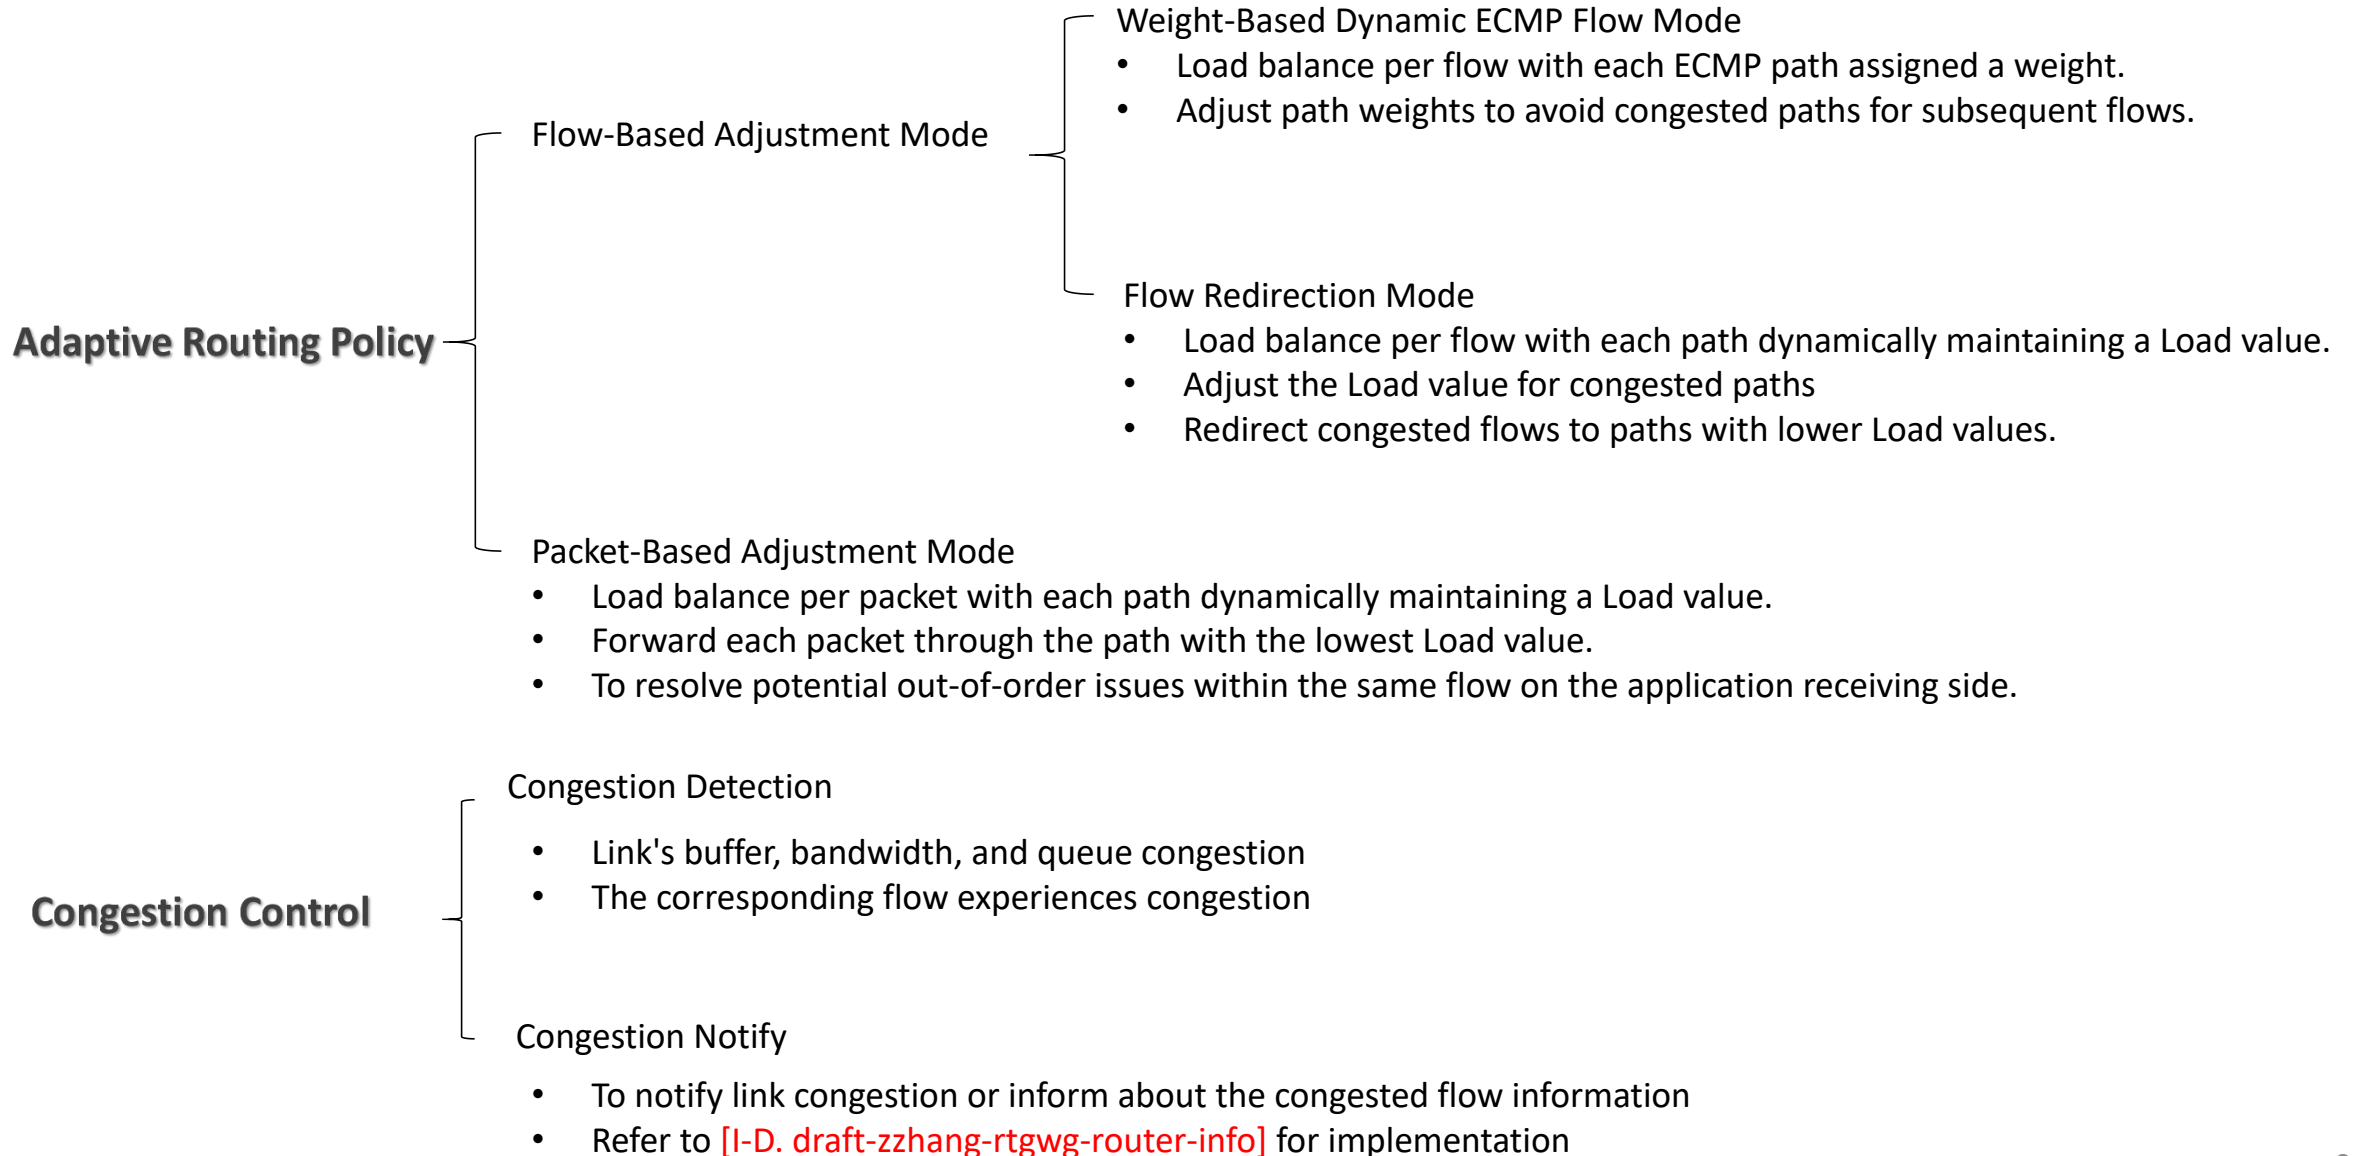 Weight-Based Dynamic ECMP Flow Mode
• Load balance per flow with each ECMP path assigned a weight.
• Adjust path weights to avoid congested paths for subsequent flows.
Flow-Based Adjustment Mode
Flow Redirection Mode
• Load balance per flow with each path dynamically maintaining a Load value.
• Adjust the Load value for congested paths
• Redirect congested flows to paths with lower Load values.
Adaptive Routing Policy
Packet-Based Adjustment Mode
• Load balance per packet with each path dynamically maintaining a Load value.
• Forward each packet through the path with the lowest Load value.
• To resolve potential out-of-order issues within the same flow on the application receiving side.
Congestion Detection
• Link's buffer, bandwidth, and queue congestion
• The corresponding flow experiences congestion
Congestion Control
Congestion Notify
• To notify link congestion or inform about the congested flow information
• Refer to [I-D. draft-zzhang-rtgwg-router-info] for implementation